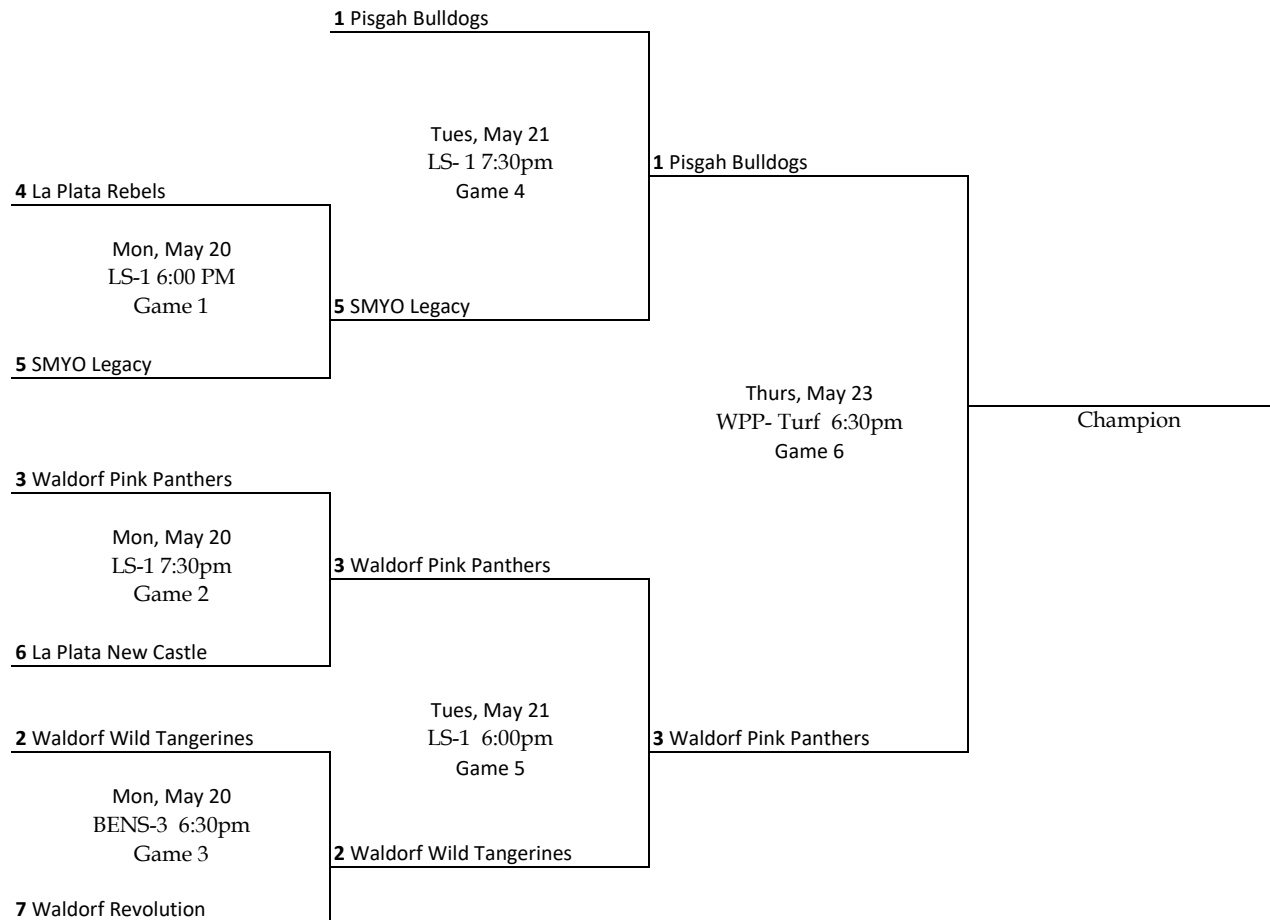 1 Pisgah Bulldogs
Tues, May 21
LS- 1 7:30pm
Game 4
1 Pisgah Bulldogs
4 La Plata Rebels
Mon, May 20
LS-1 6:00 PM
Game 1
5 SMYO Legacy
5 SMYO Legacy
Thurs, May 23
WPP- Turf 6:30pm
Game 6
Champion
3 Waldorf Pink Panthers
Mon, May 20
LS-1 7:30pm
Game 2
3 Waldorf Pink Panthers
6 La Plata New Castle
Tues, May 21
LS-1 6:00pm
Game 5
2 Waldorf Wild Tangerines
3 Waldorf Pink Panthers
Mon, May 20
BENS-3 6:30pm
Game 3
2 Waldorf Wild Tangerines
7 Waldorf Revolution